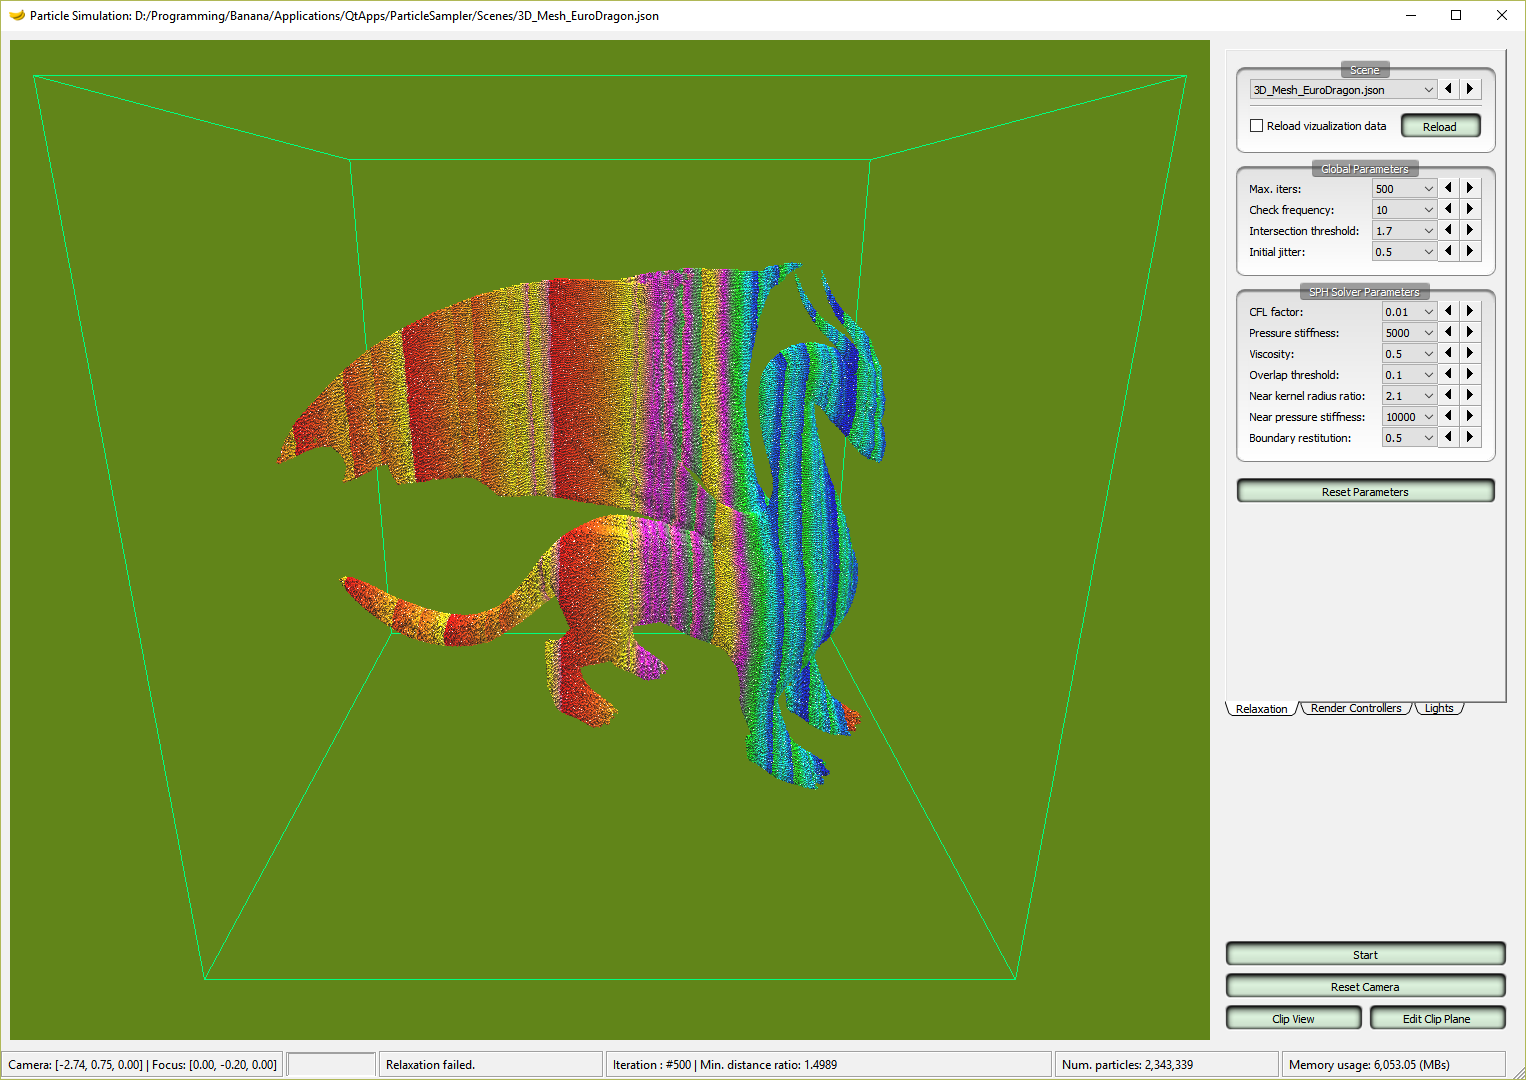 Particle Simulation: D:/Programming/Banana/Applications/QtApps/ParticleSampler/Scenes/3D_Mesh_EuroDragon.json
Scene
3D_Mesh_EuroDragon.json
Reload vizualization data
Reload
Global Parameters
Max. iters: 500
Check frequency: 10
Intersection threshold: 1.7
Initial jitter: 0.5
SPH Solver Parameters
CFL factor: 0.01
Pressure stiffness: 5000
Viscosity: 0.5
Overlap threshold: 0.1
Near kernel radius ratio: 2.1
Near pressure stiffness: 10000
Boundary restitution: 0.5
Reset Parameters
Relaxation Render Controllers Lights
Start
Reset Camera
Clip View Edit Clip Plane
Camera: [-2.74, 0.75, 0.00] | Focus: [0.00, -0.20, 0.00] Relaxation failed. Iteration : #500 | Min. distance ratio: 1.4989 Num. particles: 2,343,339 Memory usage: 6,053.05 (MBs)